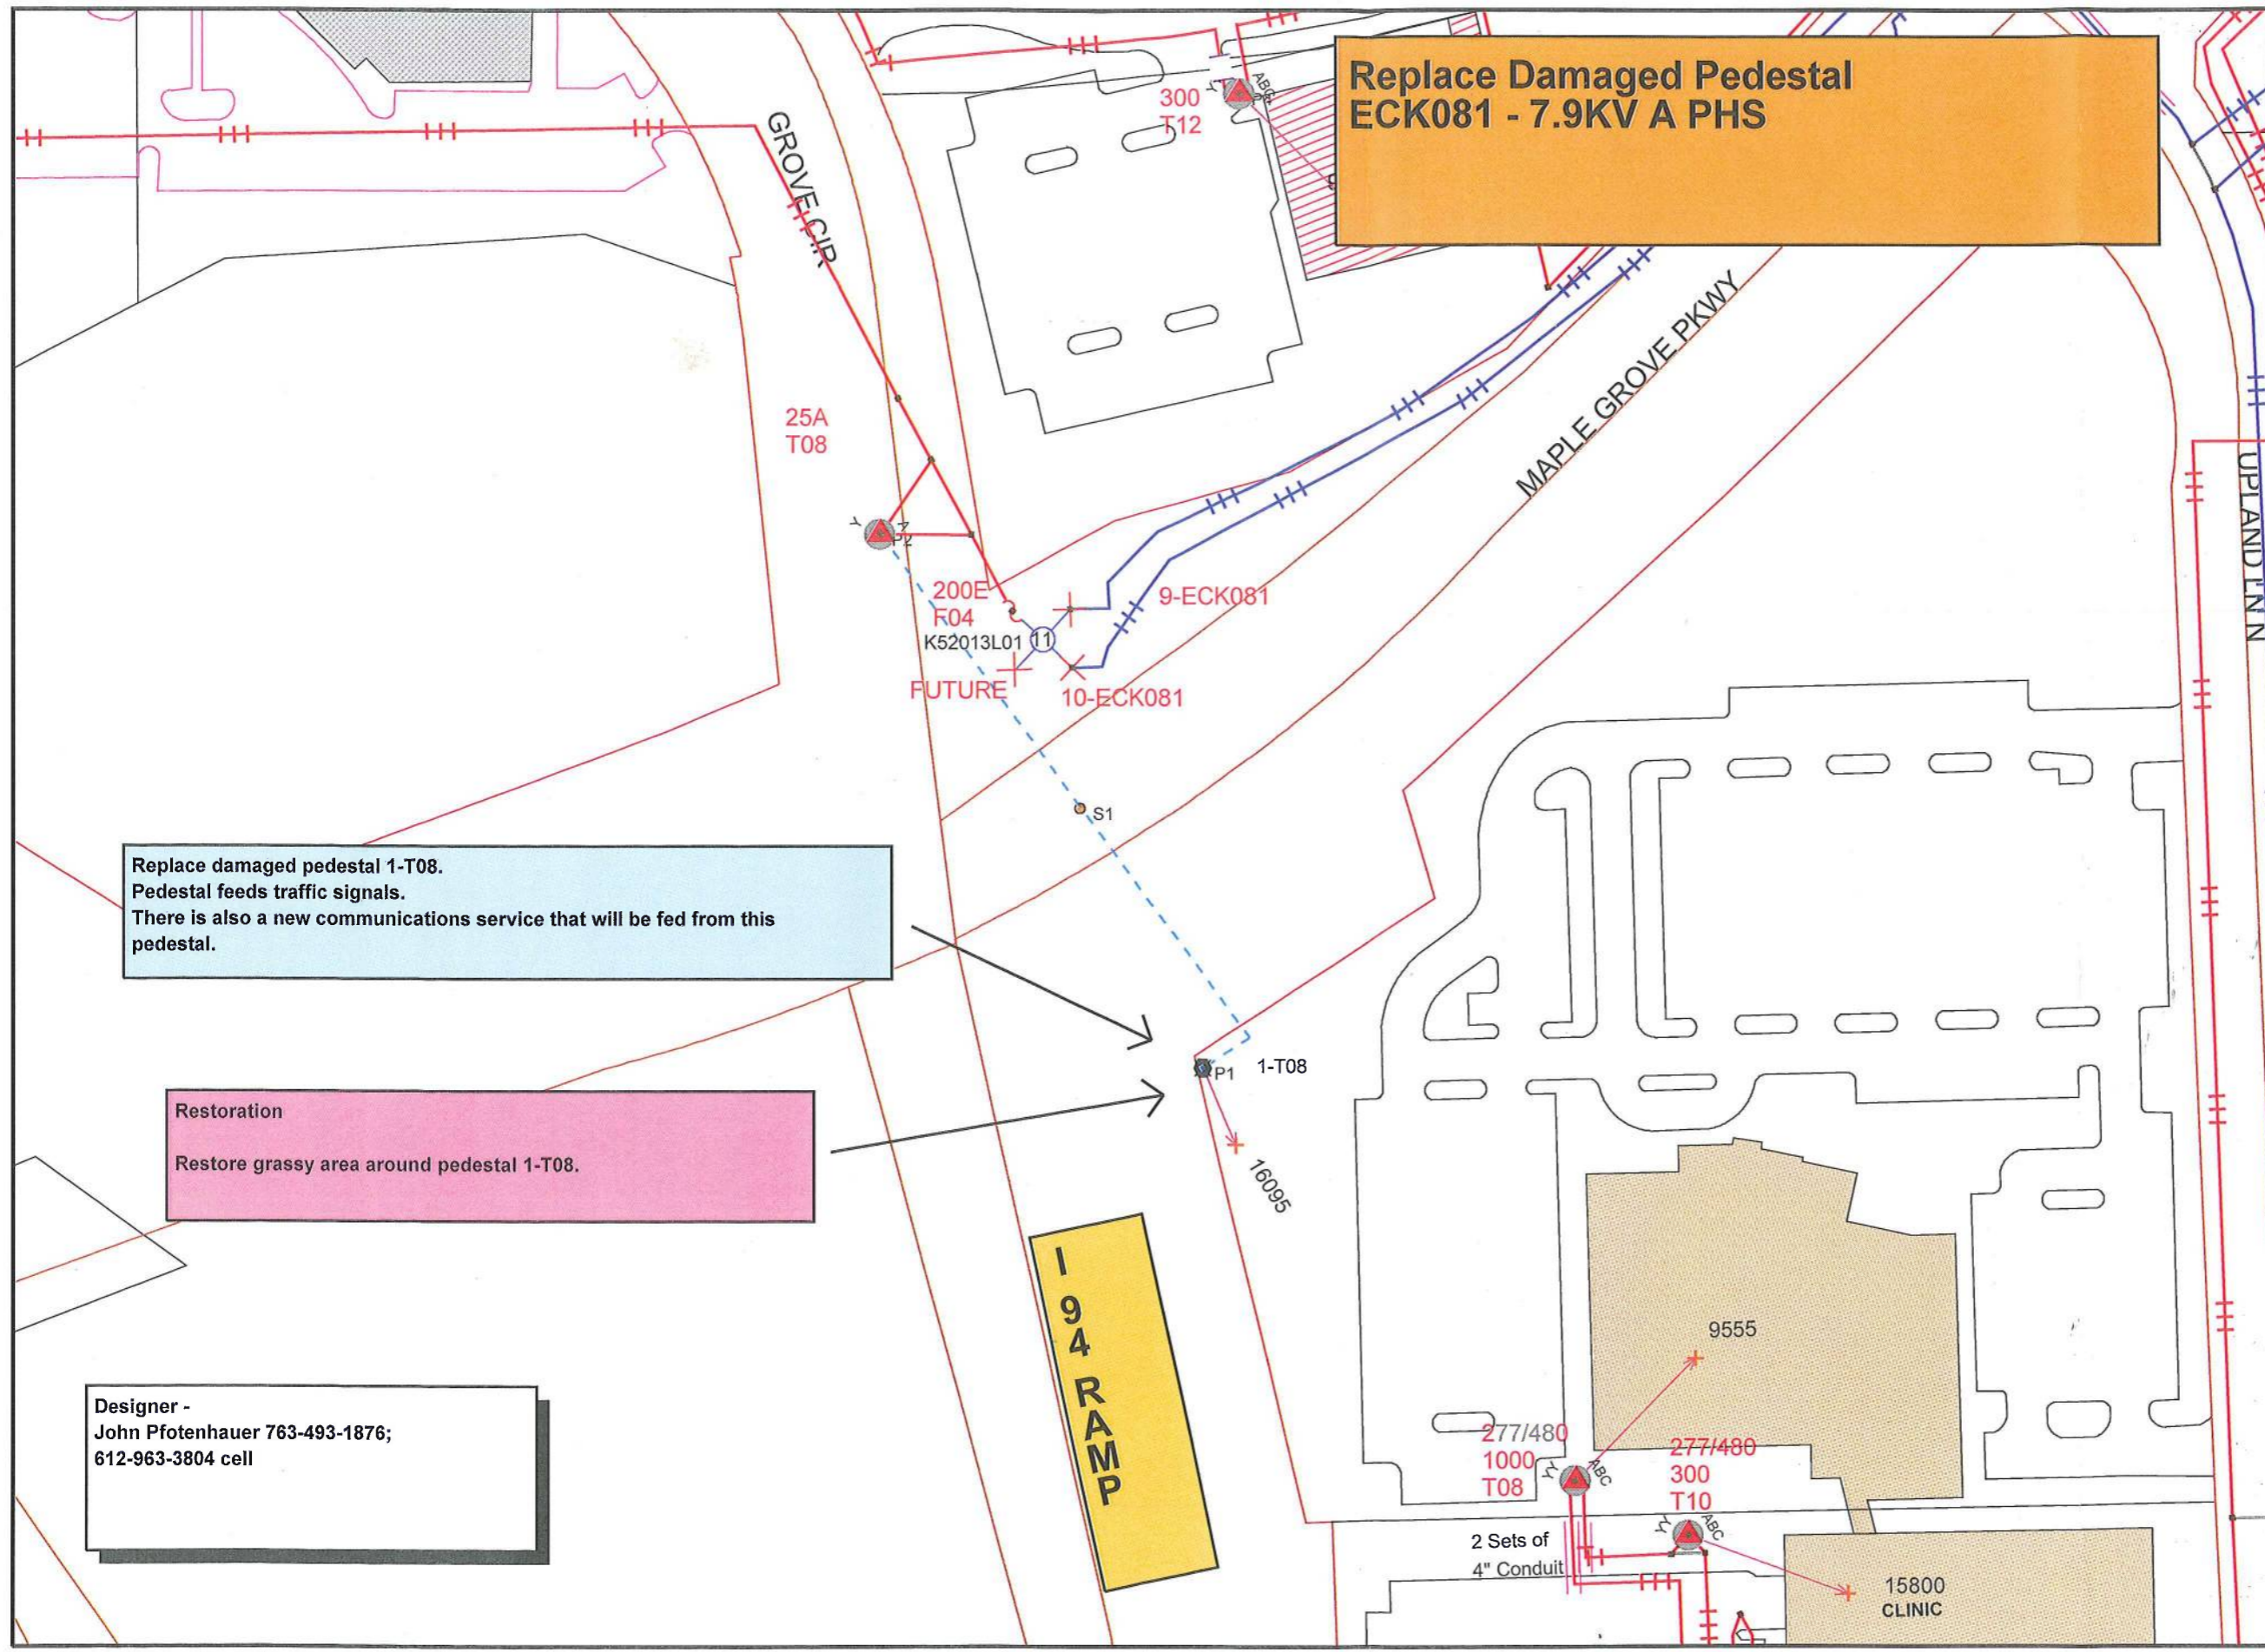 Replace Damaged Pedestal
ECK081 - 7.9KV A PHS
300
T12
ABC
Y
GROVE CIR
25A
T08
Y
A
P2
MAPLE GROVE PKWY
UPLAND LN N
200E
F04
K52013L01
11
9-ECK081
FUTURE
10-ECK081
S1
Replace damaged pedestal 1-T08.
Pedestal feeds traffic signals.
There is also a new communications service that will be fed from this
pedestal.
P1
1-T08
16095
Restoration
Restore grassy area around pedestal 1-T08.
I 94 RAMP
9555
Designer -
John Pfotenhauer 763-493-1876;
612-963-3804 cell
277/480
1000
T08
ABC
277/480
300
T10
ABC
2 Sets of
4" Conduit
15800
CLINIC